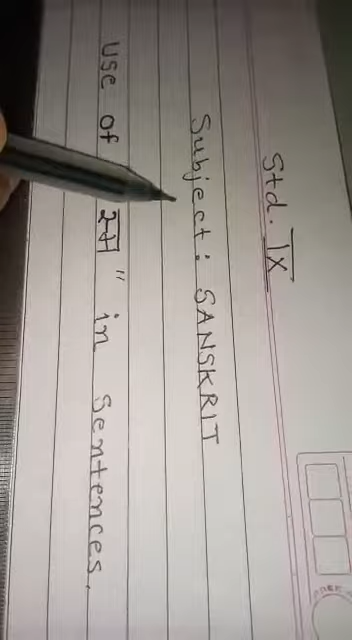 Std. IX
Subject : SANSKRIT
Use of स्म" in sentences.